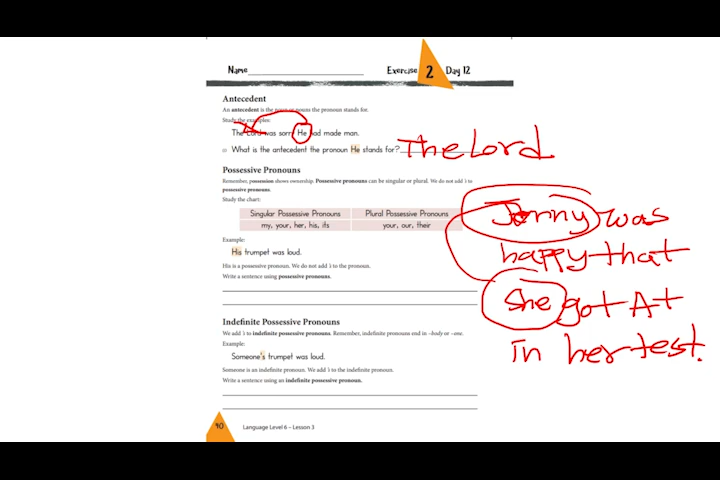 Name
Exercise 2 Day 12
Antecedent
An antecedent is the noun or nouns the pronoun stands for.
Study the examples:
The Lord was sorry He had made man.
What is the antecedent the pronoun He stands for? The Lord
Possessive Pronouns
Remember, possession shows ownership. Possessive pronouns can be singular or plural. We do not add 's to
possessive pronouns.
Study the chart:
Singular Possessive Pronouns Plural Possessive Pronouns
my, your, her, his, its your, our, their
Example:
His trumpet was loud.
His is a possessive pronoun. We do not add 's to the pronoun.
Write a sentence using possessive pronouns.
Indefinite Possessive Pronouns
We add 's to indefinite possessive pronouns. Remember, indefinite pronouns end in –body or –one.
Example:
Someone's trumpet was loud.
Someone is an indefinite pronoun. We add 's to the indefinite pronoun.
Write a sentence using an indefinite possessive pronoun.
90 Language Level 6 – Lesson 3
Jenny was
happy that
she got A+
in her test.